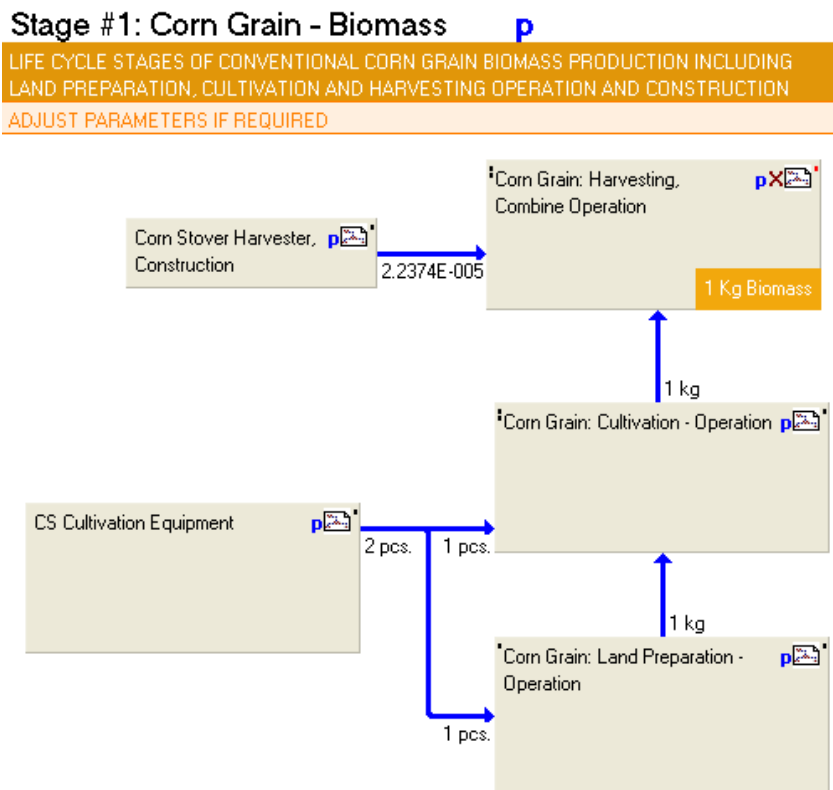 Stage #1: Corn Grain - Biomass p
LIFE CYCLE STAGES OF CONVENTIONAL CORN GRAIN BIOMASS PRODUCTION INCLUDING
LAND PREPARATION, CULTIVATION AND HARVESTING OPERATION AND CONSTRUCTION
ADJUST PARAMETERS IF REQUIRED
Corn Grain: Harvesting, pX
Combine Operation
1 Kg Biomass
Corn Stover Harvester, p
Construction
2.2374E-005
1 kg
Corn Grain: Cultivation - Operation p
CS Cultivation Equipment p
2 pcs.
1 pcs.
1 kg
Corn Grain: Land Preparation - p
Operation
1 pcs.